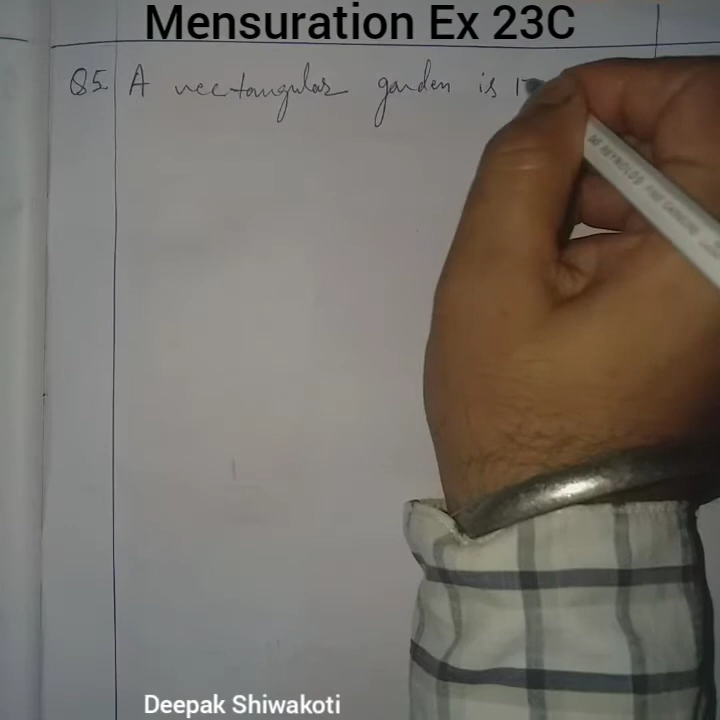 Mensuration Ex 23C
Q5. A rectangular garden is
Deepak Shiwakoti